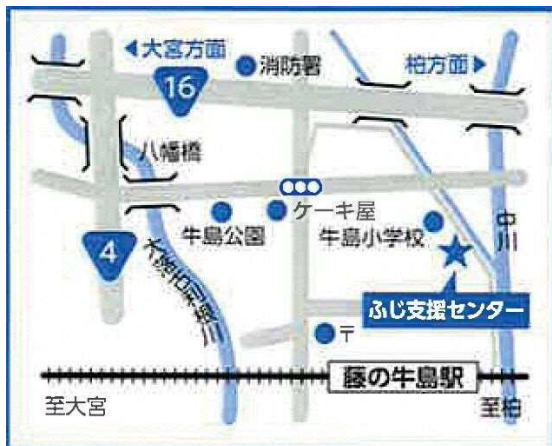 ◀大宮方面
消防署
柏方面▶
16
八幡橋
ケーキ屋
牛島公園
牛島小学校
中川
4
大落古利根川
ふじ支援センター
〒
藤の牛島駅
至大宮
至柏